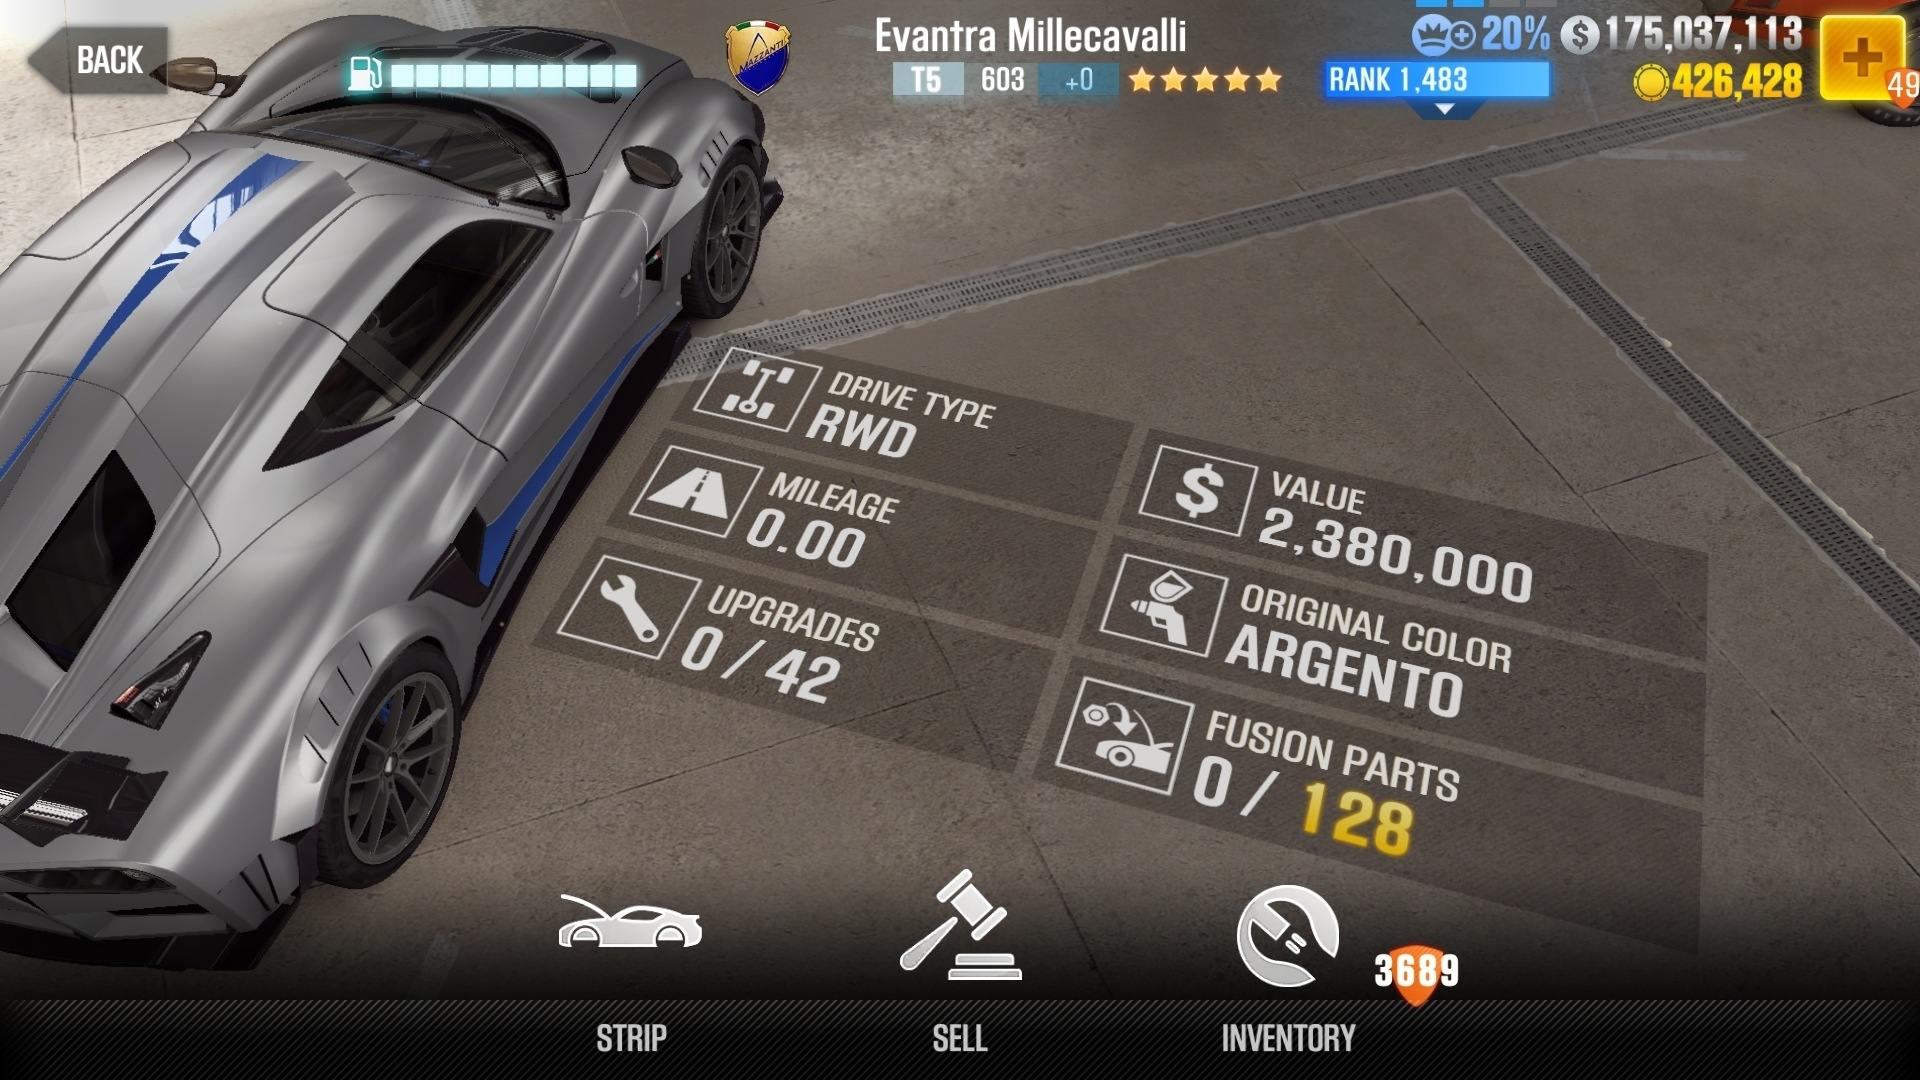 BACK
MAZZANTI
Evantra Millecavalli
T5 603 +0
20%
$ 175,037,113
RANK 1,483
426,428
49
DRIVE TYPE
RWD
MILEAGE
0.00
UPGRADES
0 / 42
$ VALUE
2,380,000
ORIGINAL COLOR
ARGENTO
FUSION PARTS
0 / 128
3689
STRIP
SELL
INVENTORY